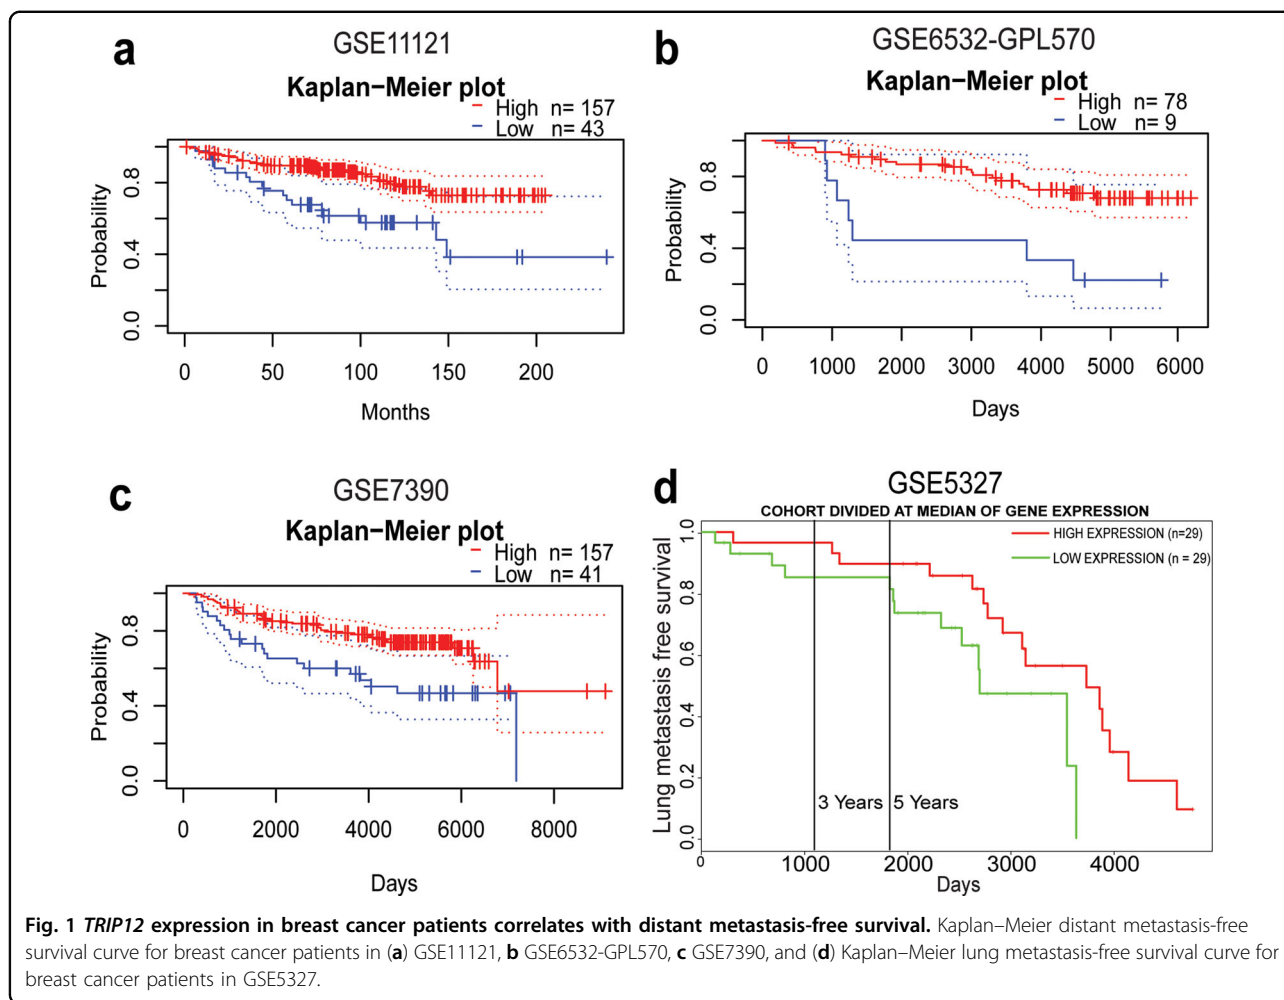 a
GSE11121
Kaplan−Meier plot
High n= 157
Low n= 43
Probability
0.8
0.4
0.0
0 50 100 150 200
Months
b
GSE6532-GPL570
Kaplan−Meier plot
High n= 78
Low n= 9
Probability
0.8
0.4
0.0
0 1000 2000 3000 4000 5000 6000
Days
c
GSE7390
Kaplan−Meier plot
High n= 157
Low n= 41
Probability
0.8
0.4
0.0
0 2000 4000 6000 8000
Days
d
GSE5327
COHORT DIVIDED AT MEDIAN OF GENE EXPRESSION
HIGH EXPRESSION (n=29)
LOW EXPRESSION (n = 29)
Lung metastasis free survival
1.0
0.8
0.6
0.4
0.2
0.0
3 Years 5 Years
0 1000 2000 3000 4000
Days
Fig. 1 TRIP12 expression in breast cancer patients correlates with distant metastasis-free survival. Kaplan–Meier distant metastasis-free
survival curve for breast cancer patients in (a) GSE11121, b GSE6532-GPL570, c GSE7390, and (d) Kaplan–Meier lung metastasis-free survival curve for
breast cancer patients in GSE5327.